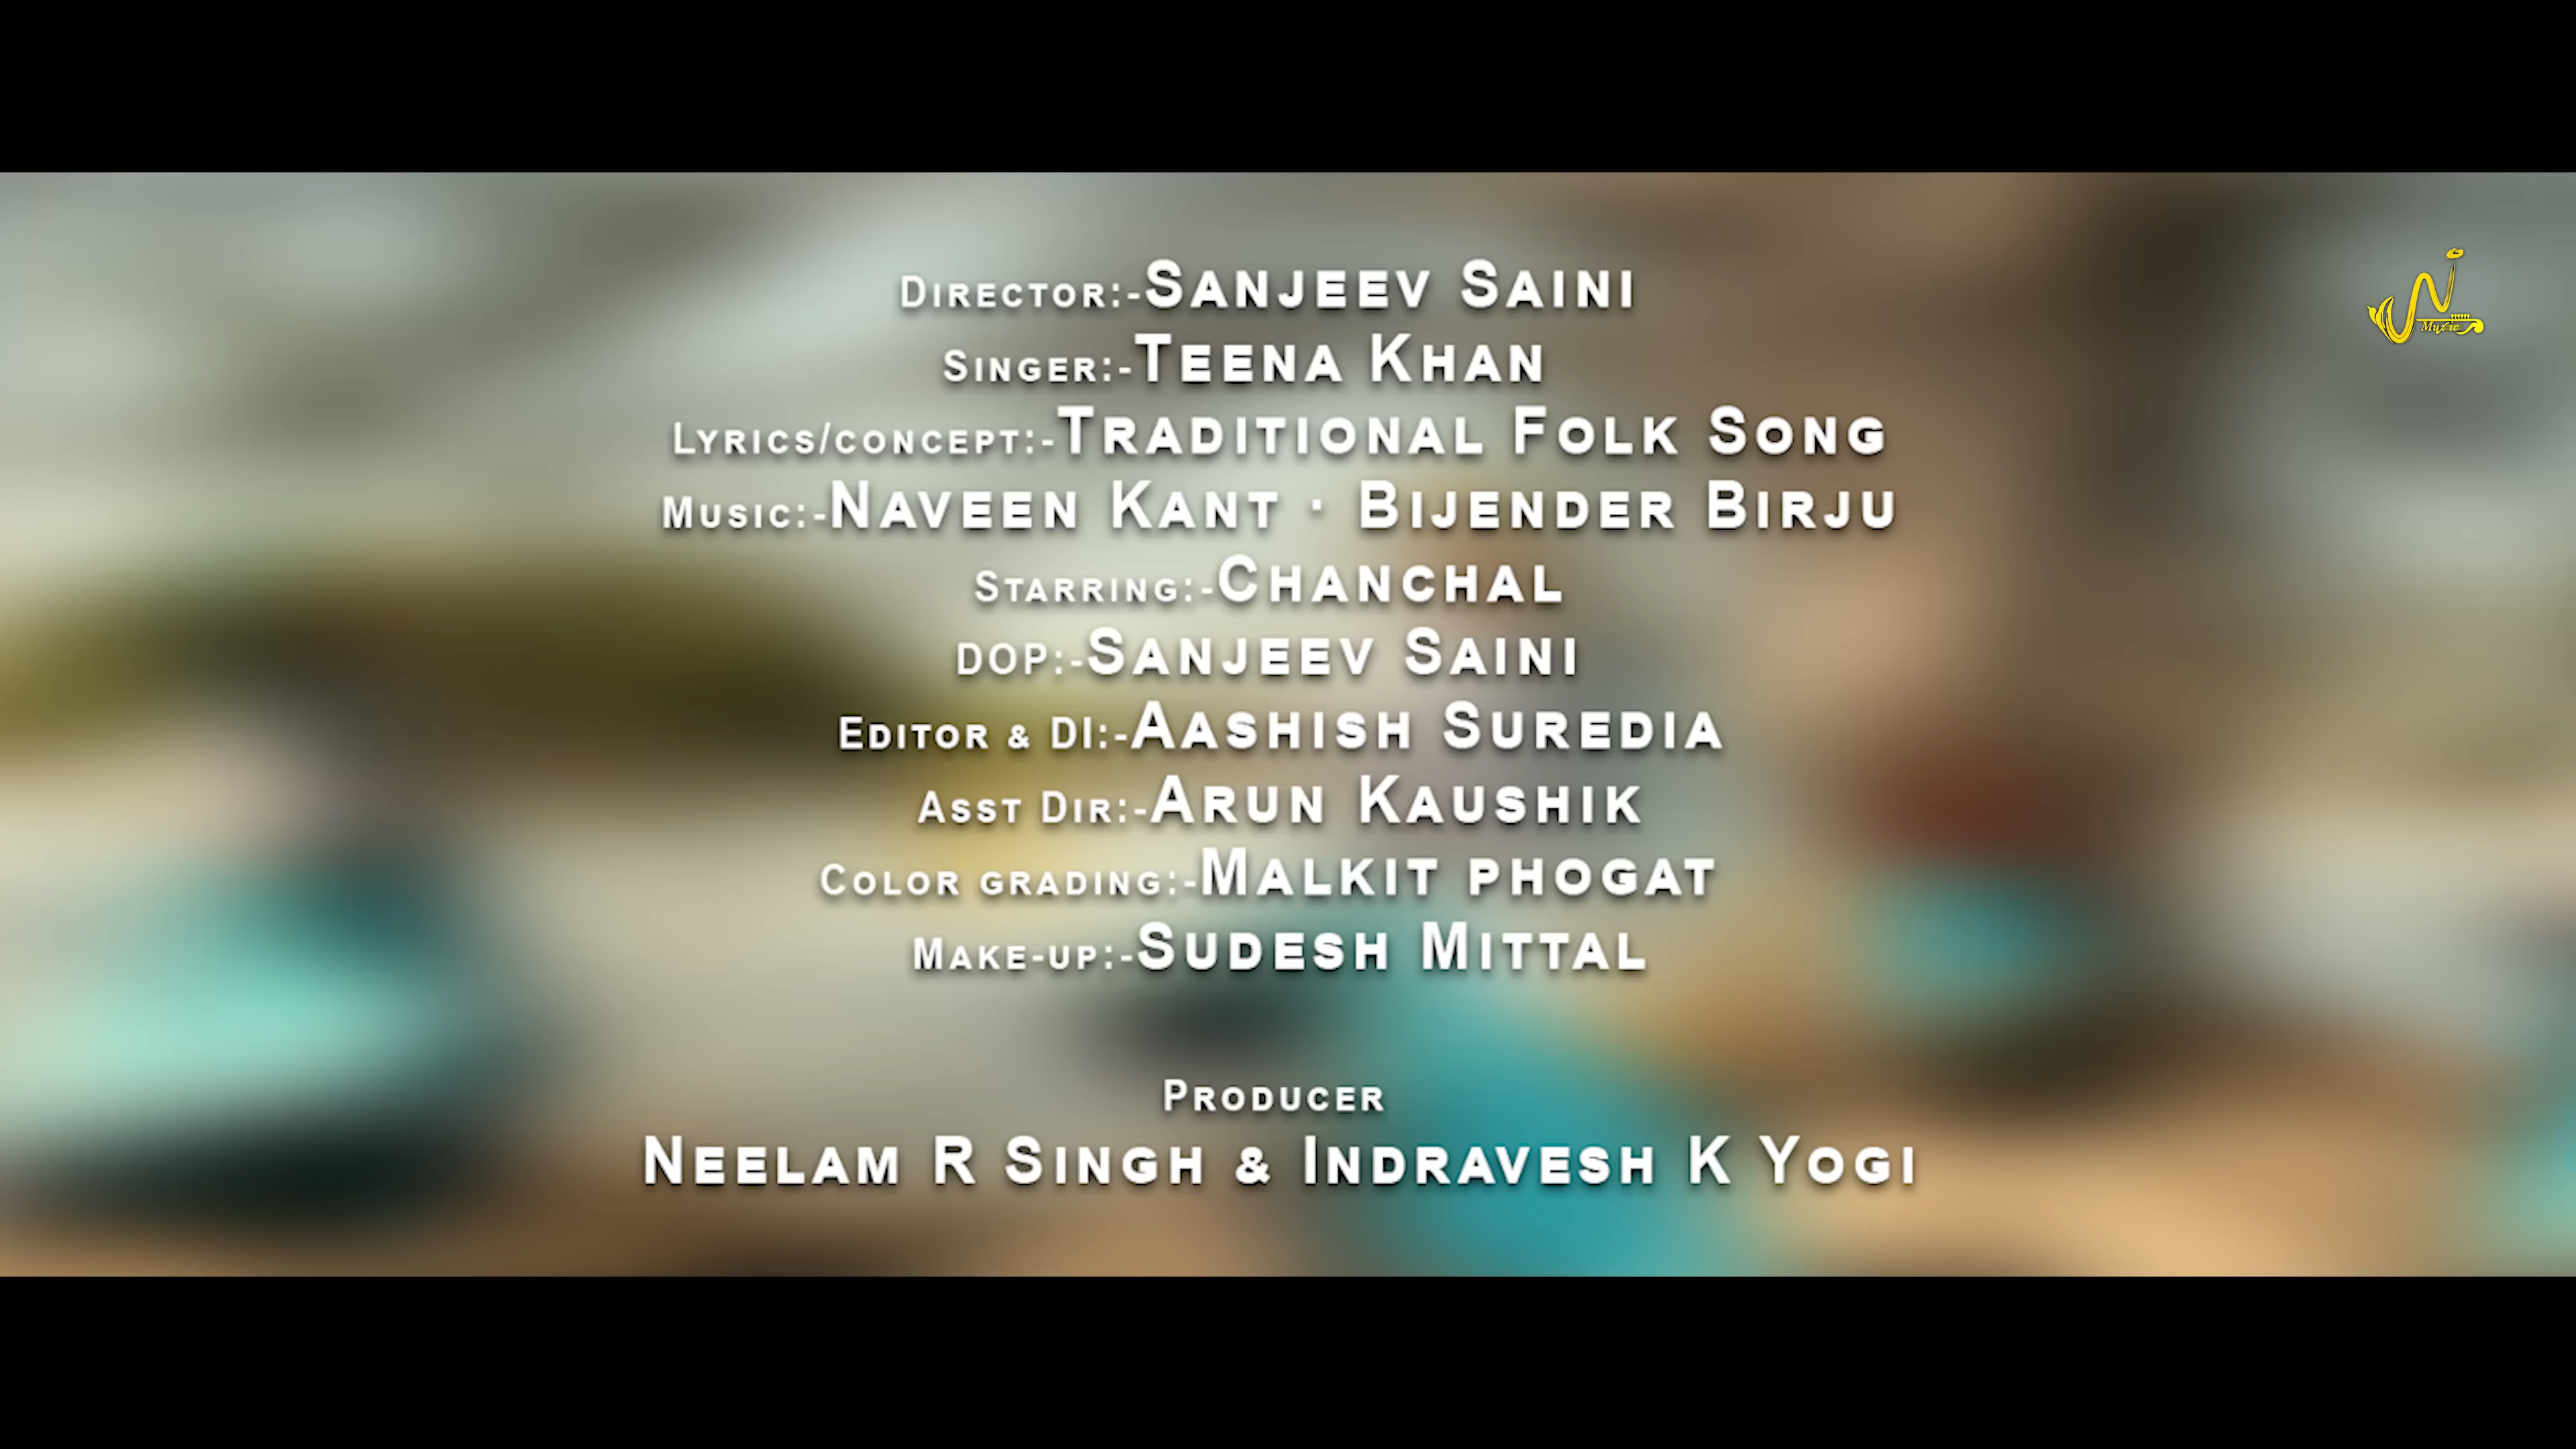 Director:-Sanjeev Saini
Singer:-Teena Khan
Lyrics/concept:-Traditional Folk Song
Music:-Naveen Kant · Bijender Birju
Starring:-Chanchal
DOP:-Sanjeev Saini
Editor & DI:-Aashish Suredia
Asst Dir:-Arun Kaushik
Color grading:-Malkit phogat
Make-up:-Sudesh Mittal
Producer
Neelam R Singh & Indravesh K Yogi
Muzic